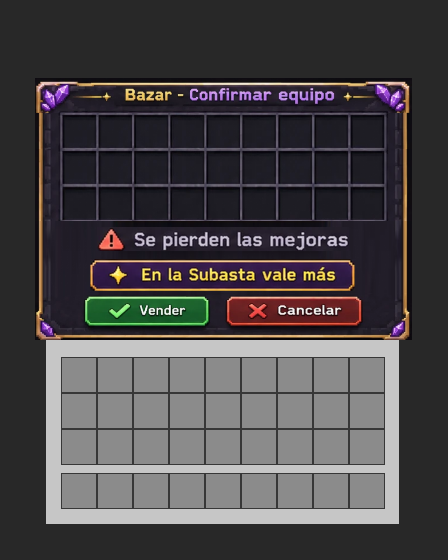 Bazar - Confirmar equipo
Se pierden las mejoras
En la Subasta vale más
Vender
Cancelar